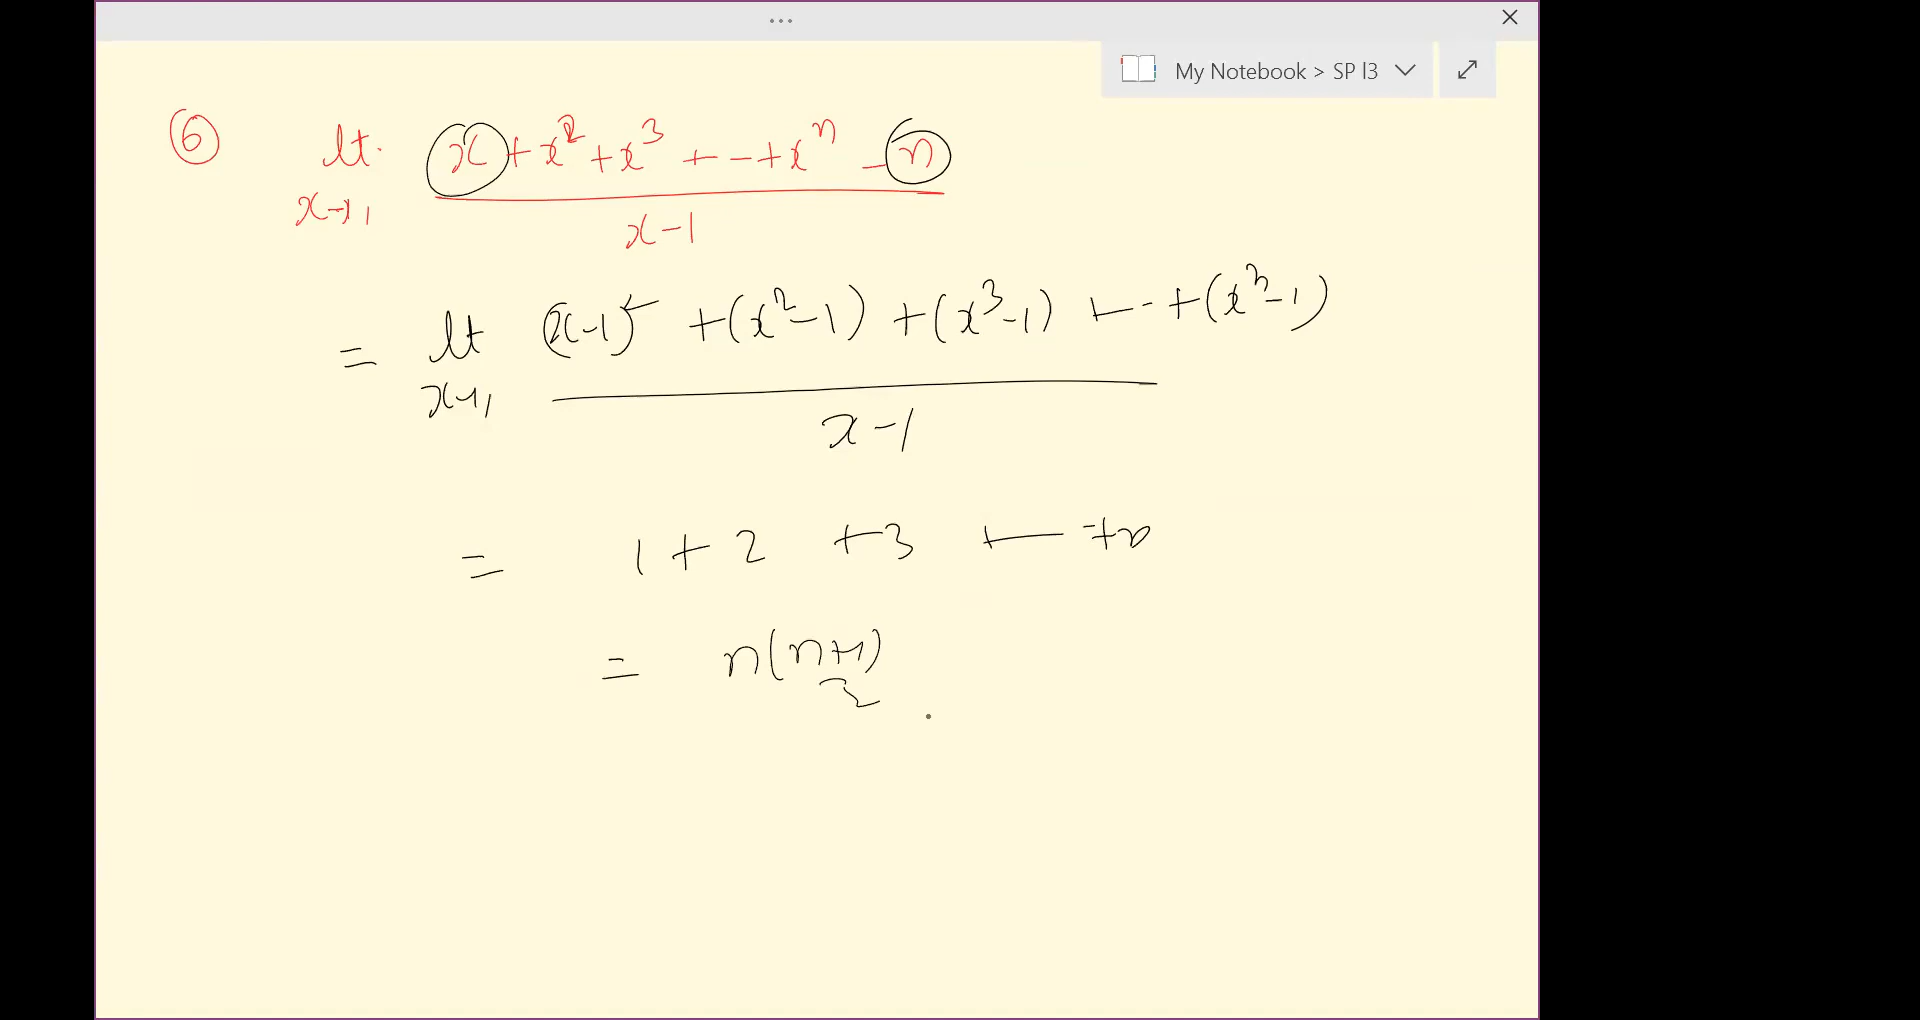 My Notebook > SP l3
⑥ lt. x→1 (x + x² + x³ + - - + xⁿ - n) / (x - 1)
= lt x→1 ((x-1) + (x²-1) + (x³-1) + - - + (xⁿ-1)) / (x-1)
= 1 + 2 + 3 + — - + n
= n(n+1) / 2